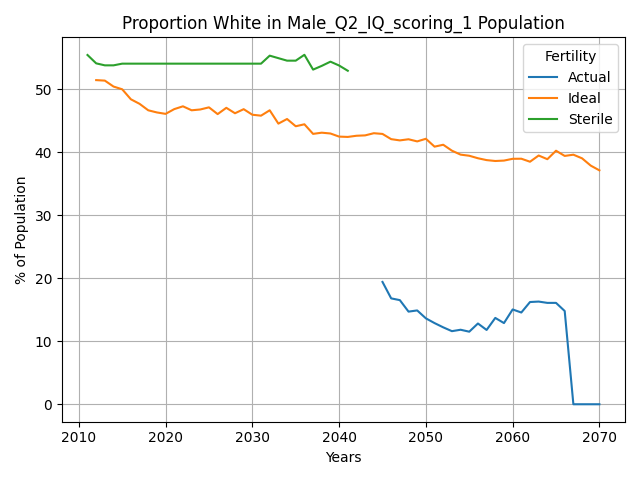 Proportion White in Male_Q2_IQ_scoring_1 Population
Fertility
Actual
Ideal
Sterile
% of Population
50
40
30
20
10
0
2010 2020 2030 2040 2050 2060 2070
Years